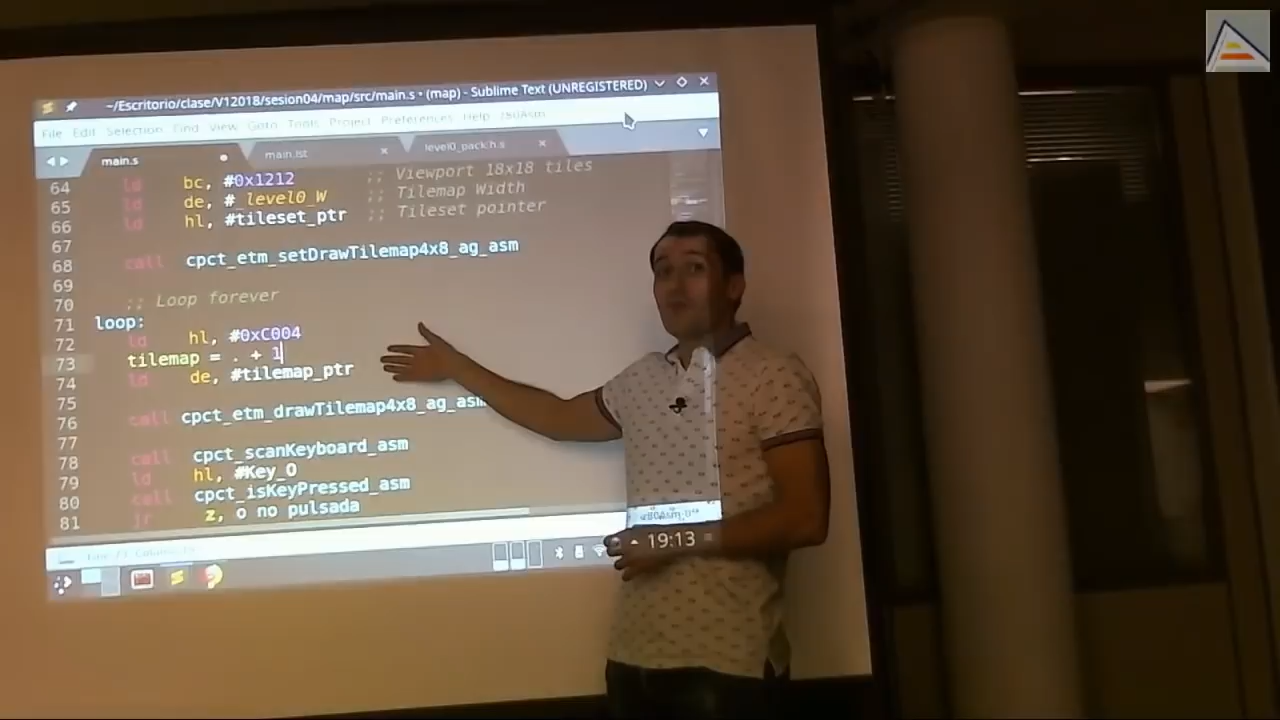 ~/Escritorio/clase/V12018/sesion04/map/src/main.s • (map) - Sublime Text (UNREGISTERED)
File Edit Selection Find View Goto Tools Project Preferences Help Z80Asm
main.s main.lst level0_pack.h.s
64 ld bc, #0x1212 ;; Viewport 18x18 tiles
65 ld de, #_level0_W ;; Tilemap Width
66 ld hl, #tileset_ptr ;; Tileset pointer
67
68 call cpct_etm_setDrawTilemap4x8_ag_asm
69
70 ;; Loop forever
71 loop:
72 ld hl, #0xC004
73 tilemap = . + 1
74 ld de, #tilemap_ptr
75
76 call cpct_etm_drawTilemap4x8_ag_asm
77
78 call cpct_scanKeyboard_asm
79 ld hl, #Key_O
80 call cpct_isKeyPressed_asm
81 jr z, o_no_pulsada
19:13